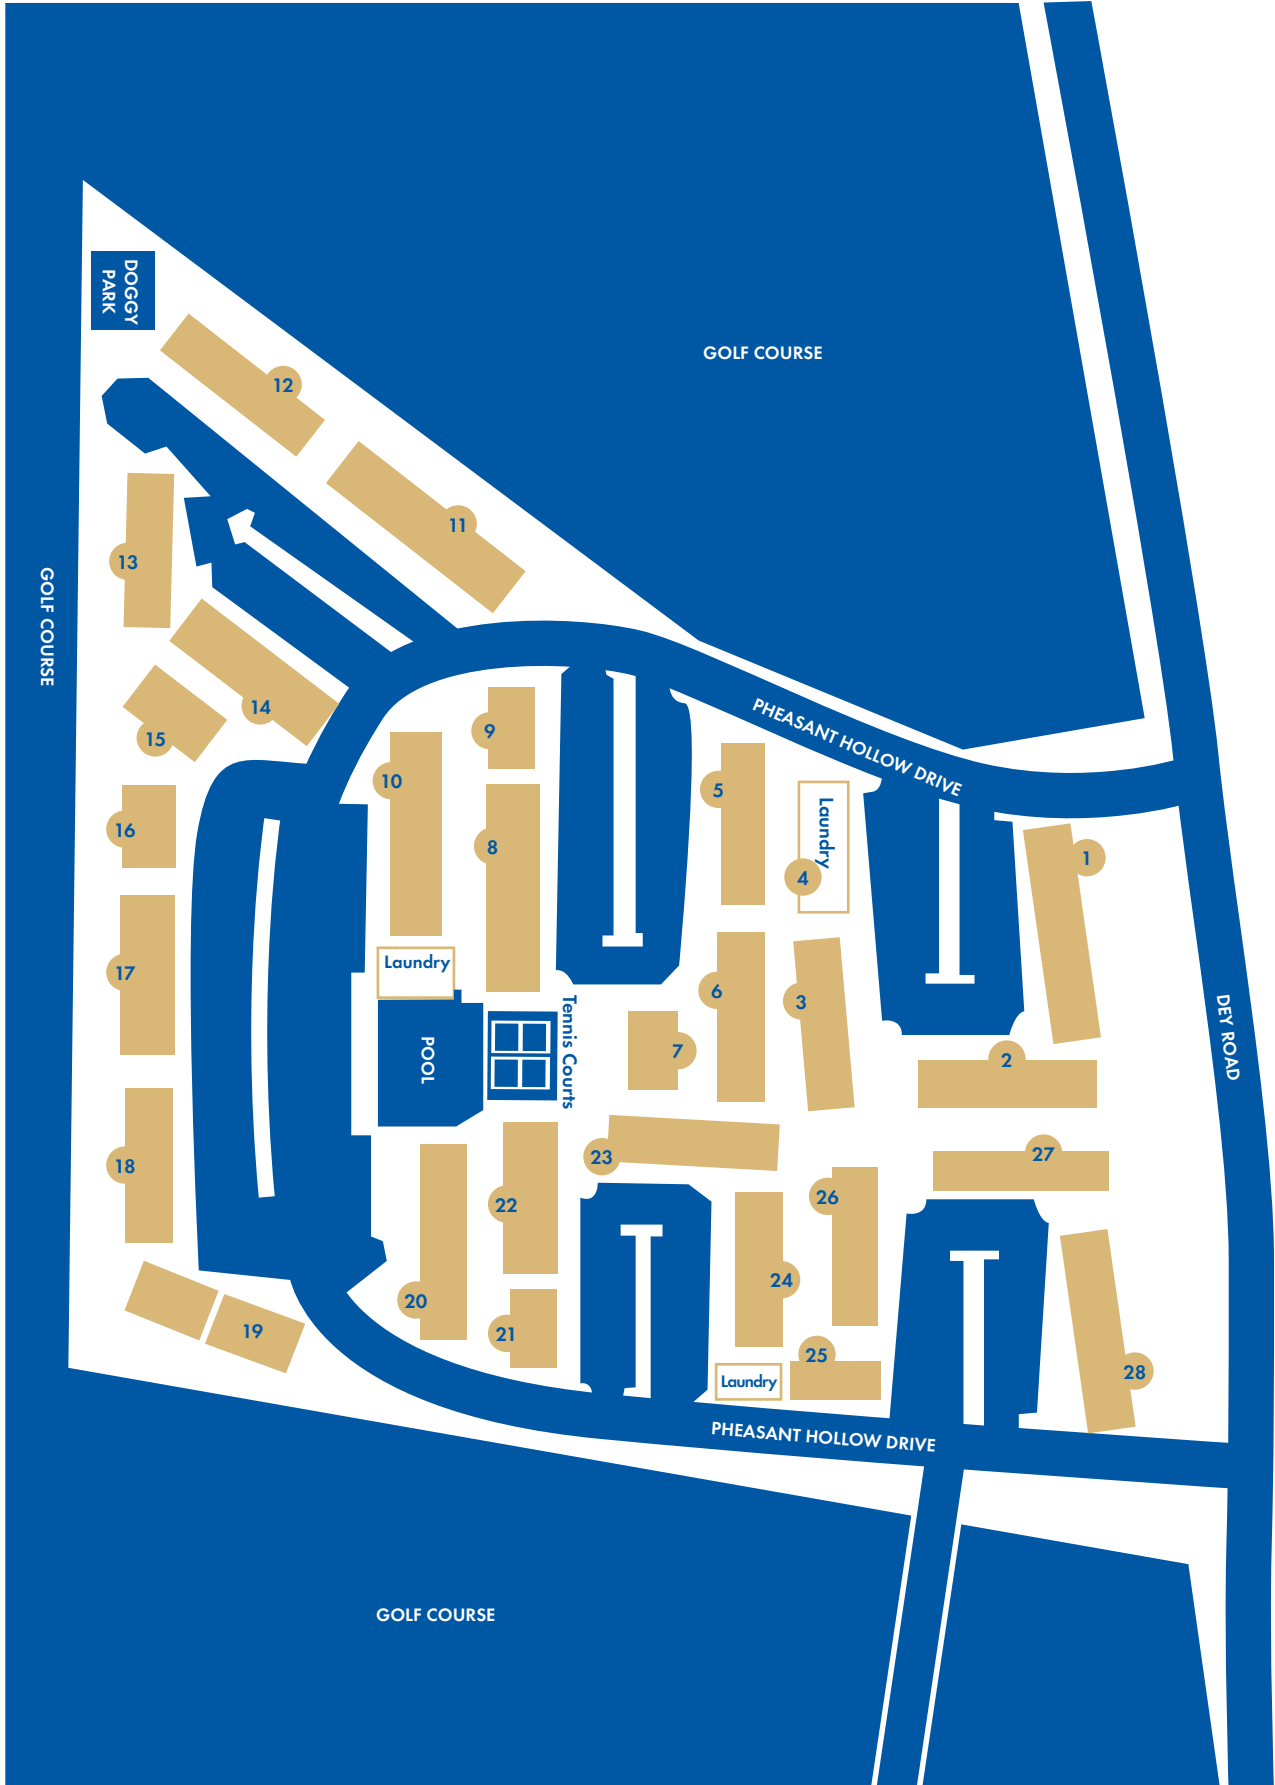 DOGGY
PARK
GOLF COURSE
12
11
13
14
15
GOLF COURSE
PHEASANT HOLLOW DRIVE
9
10
5
Laundry
4
8
16
1
17
Laundry
6
3
7
2
POOL
Tennis Courts
DEY ROAD
18
23
27
22
26
24
20
21
19
25
Laundry
28
PHEASANT HOLLOW DRIVE
GOLF COURSE